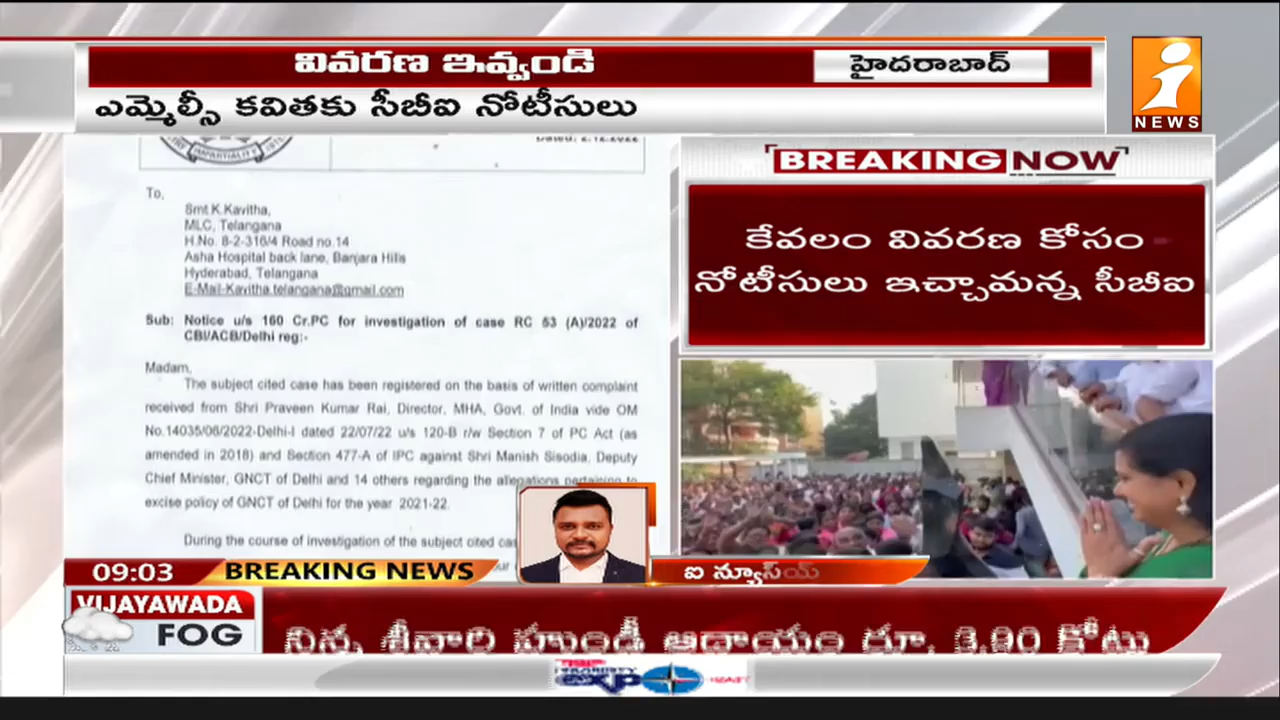 వివరణ ఇవ్వండి
హైదరాబాద్
ఎమ్మెల్సీ కవితకు సీబీఐ నోటీసులు
i NEWS
IMPARTIALITY
Dated: 2.12.2022
BREAKING NOW
కేవలం వివరణ కోసం
నోటీసులు ఇచ్చామన్న సీబీఐ
To,
Smt.K.Kavitha,
MLC, Telangana
H.No. 8-2-316/4 Road no.14
Asha Hospital back lane, Banjara Hills
Hyderabad, Telangana
E-Mail-Kavitha.telangana@gmail.com
Sub: Notice u/s 160 Cr.PC for investigation of case RC 53 (A)/2022 of
CBI/ACB/Delhi reg:-
Madam,
The subject cited case has been registered on the basis of written complaint
received from Shri Praveen Kumar Rai, Director, MHA, Govt. of India vide OM
No.14035/06/2022-Delhi-I dated 22/07/22 u/s 120-B r/w Section 7 of PC Act (as
amended in 2018) and Section 477-A of IPC against Shri Manish Sisodia, Deputy
Chief Minister, GNCT of Delhi and 14 others regarding the allegations pertaining to
excise policy of GNCT of Delhi for the year 2021-22.
During the course of investigation of the subject cited
09:03
BREAKING NEWS
ఐ న్యూస్
VIJAYAWADA
FOG
నిన్న శ్రీవారి హుండీ ఆదాయం రూ.